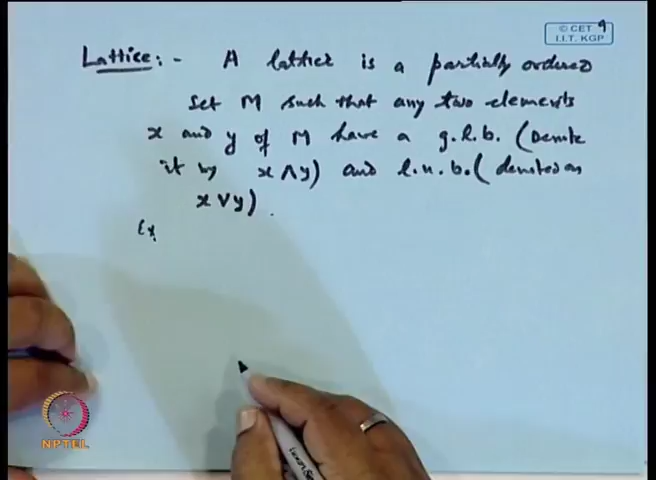 © CET 9
I.I.T. KGP
Lattice :- A lattice is a partially ordered
set M such that any two elements
x and y of M have a g.l.b. (Denote
it by x ∧ y) and l.u.b. (denoted as
x ∨ y).
Ex.
NPTEL